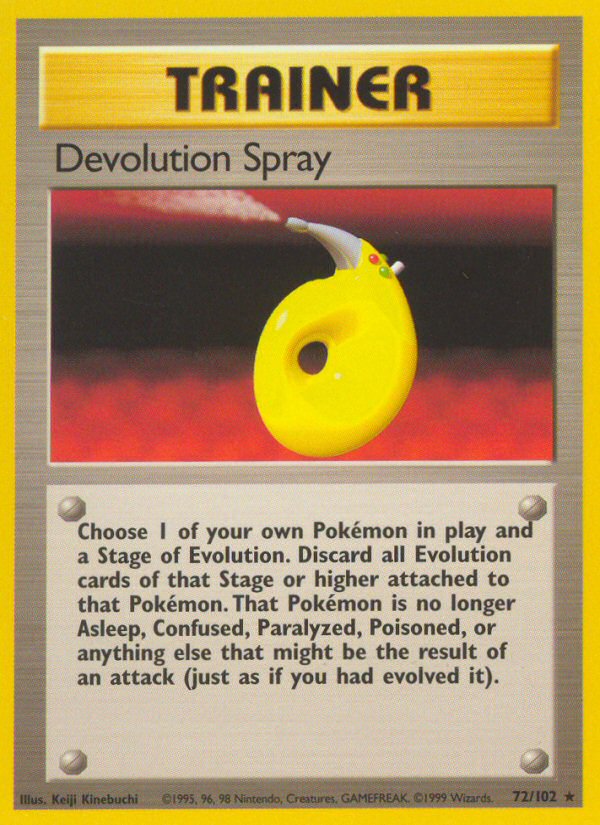 TRAINER
Devolution Spray
Choose 1 of your own Pokémon in play and
a Stage of Evolution. Discard all Evolution
cards of that Stage or higher attached to
that Pokémon. That Pokémon is no longer
Asleep, Confused, Paralyzed, Poisoned, or
anything else that might be the result of
an attack (just as if you had evolved it).
Illus. Keiji Kinebuchi ©1995, 96, 98 Nintendo, Creatures, GAMEFREAK. ©1999 Wizards. 72/102 ★